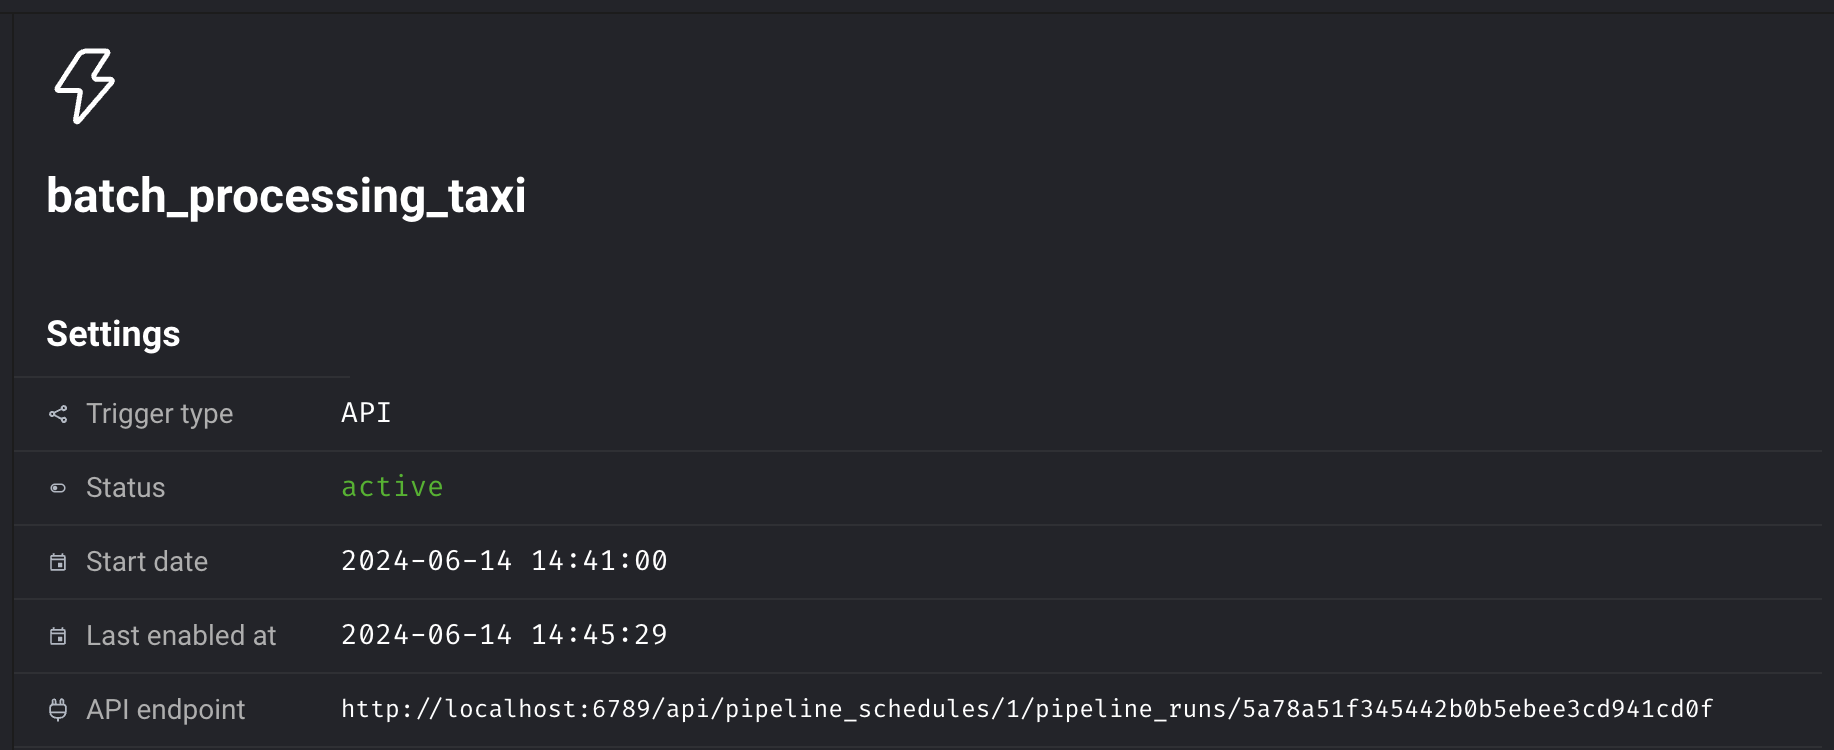 batch_processing_taxi
Settings
Trigger type API
Status active
Start date 2024-06-14 14:41:00
Last enabled at 2024-06-14 14:45:29
API endpoint http://localhost:6789/api/pipeline_schedules/1/pipeline_runs/5a78a51f345442b0b5ebee3cd941cd0f